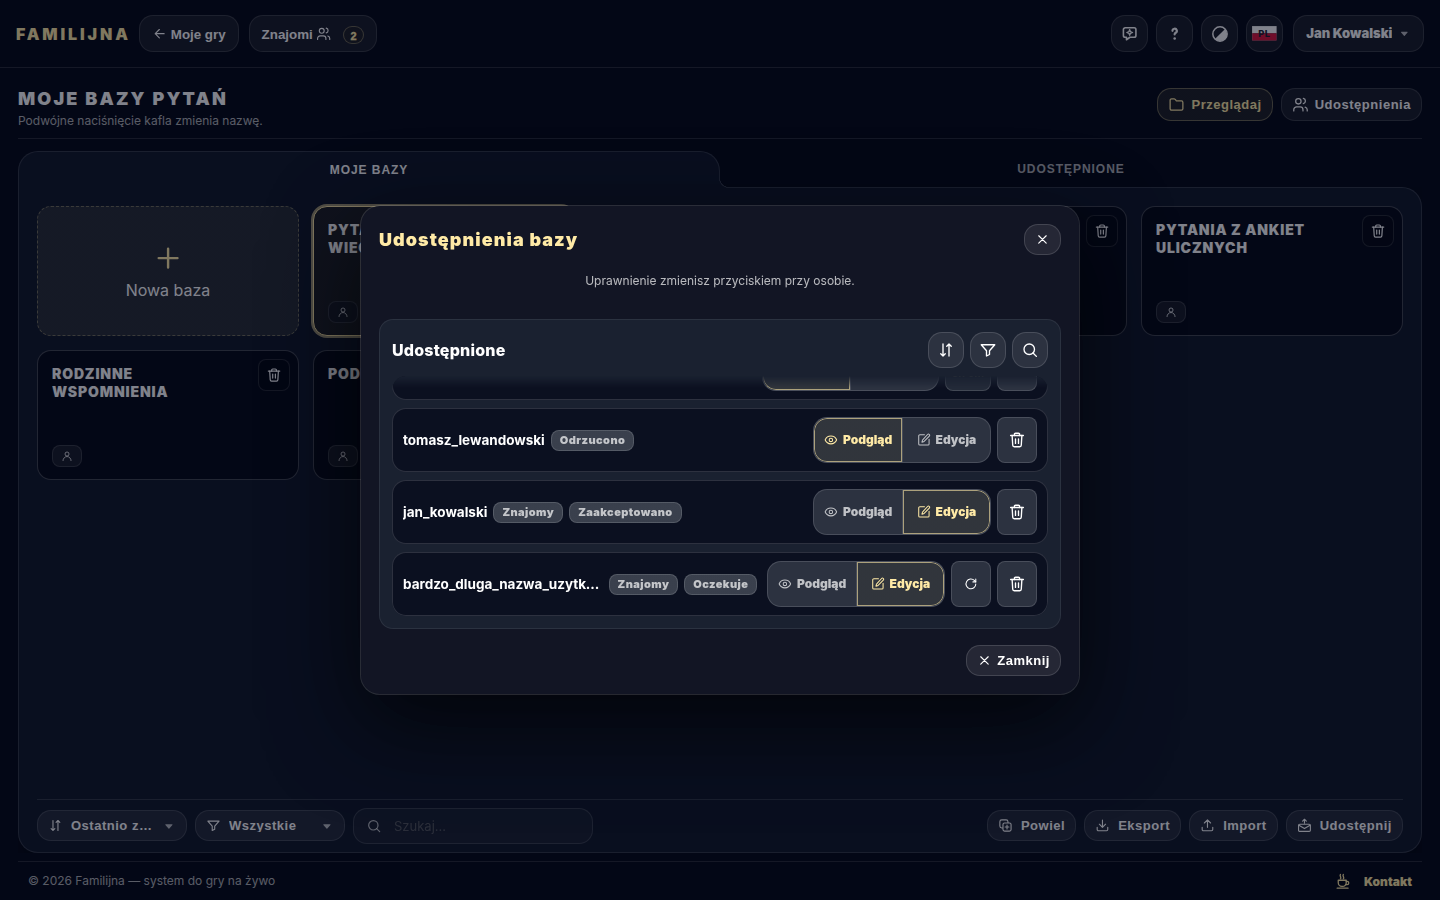 FAMILIJNA
Moje gry
Znajomi
2
?
PL
Jan Kowalski
MOJE BAZY PYTAŃ
Podwójne naciśnięcie kafla zmienia nazwę.
Przeglądaj
Udostępnienia
MOJE BAZY
UDOSTĘPNIONE
Nowa baza
PYTANIA Z ANKIET
ULICZNYCH
RODZINNE
WSPOMNIENIA
Udostępnienia bazy
Uprawnienie zmienisz przyciskiem przy osobie.
Udostępnione
tomasz_lewandowski Odrzucono Podgląd Edycja
jan_kowalski Znajomy Zaakceptowano Podgląd Edycja
bardzo_dluga_nazwa_uzytk... Znajomy Oczekuje Podgląd Edycja
Zamknij
Ostatnio z...
Wszystkie
Szukaj...
Powiel
Eksport
Import
Udostępnij
© 2026 Familijna — system do gry na żywo
Kontakt